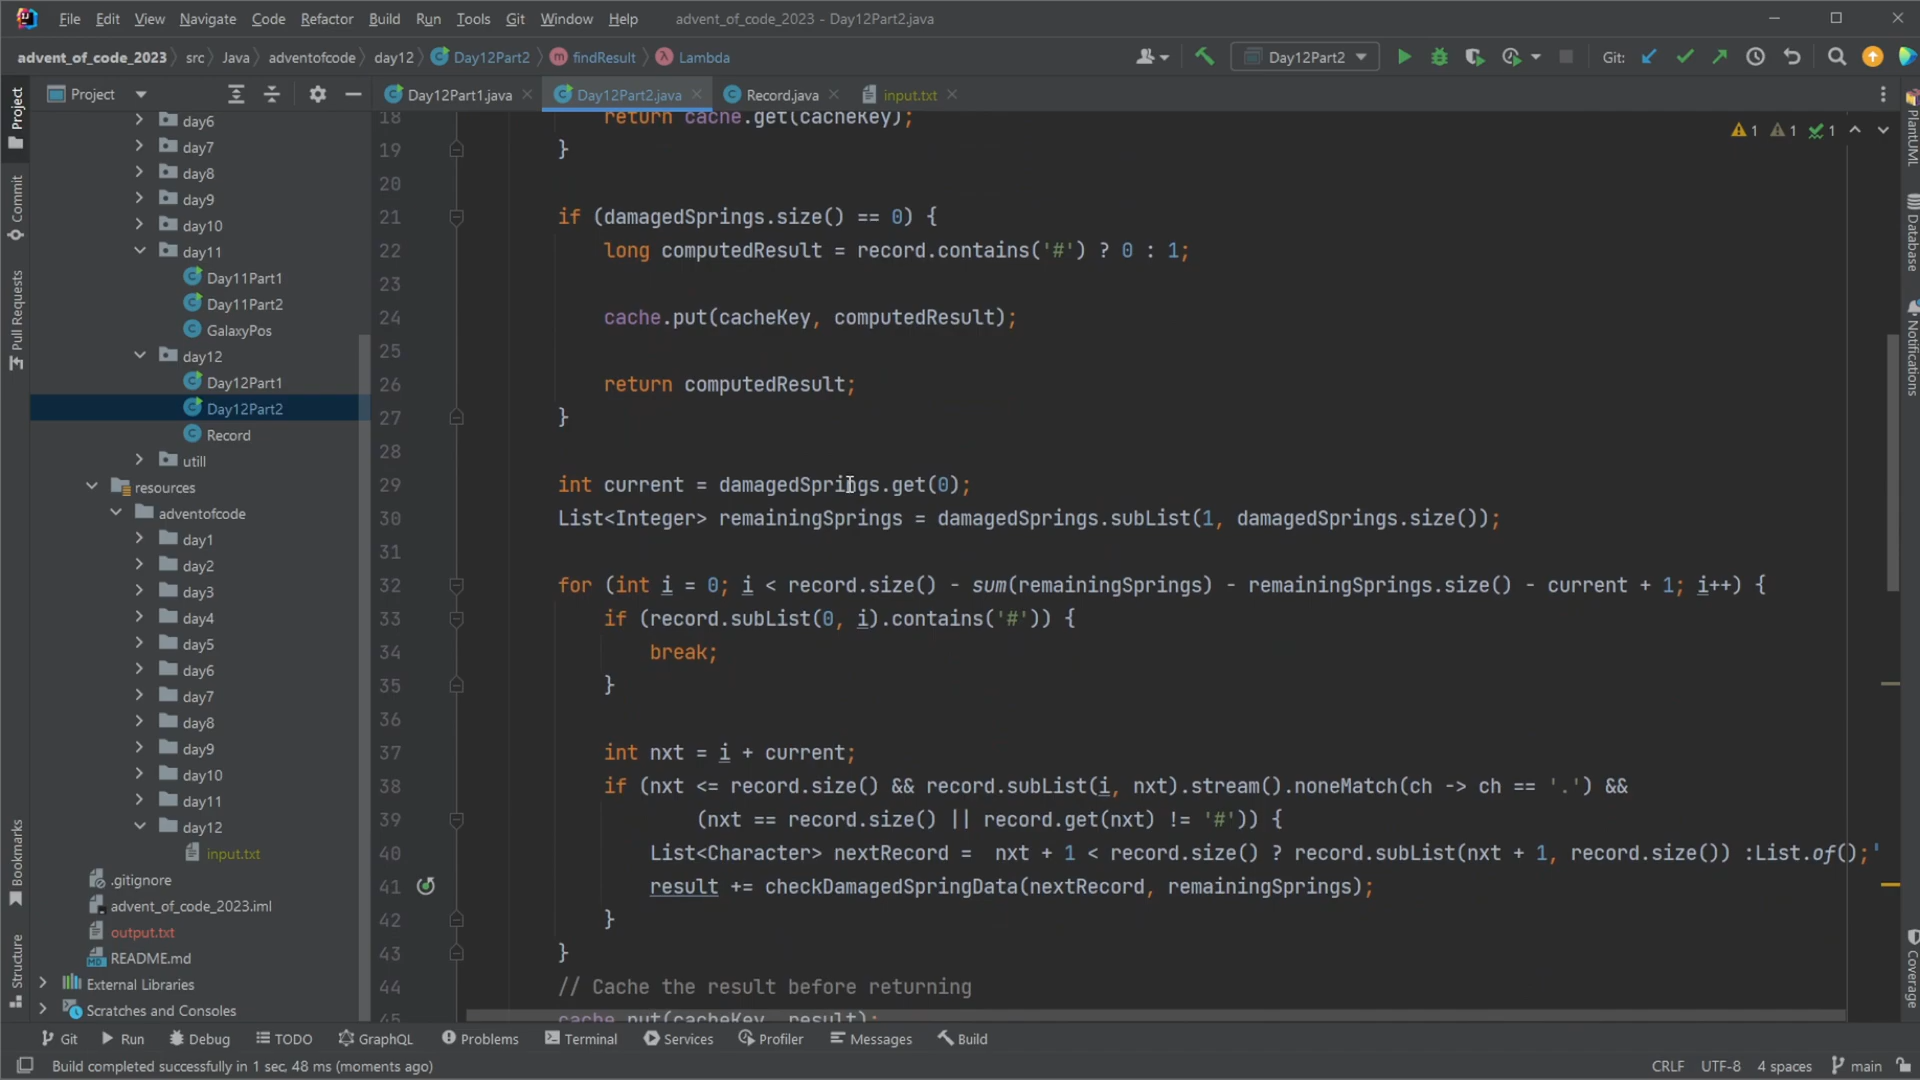 File Edit View Navigate Code Refactor Build Run Tools Git Window Help advent_of_code_2023 - Day12Part2.java
advent_of_code_2023 src Java adventofcode day12 Day12Part2 findResult Lambda Day12Part2 Git:
Project
Day12Part1.java Day12Part2.java Record.java input.txt
Project
Commit
Pull Requests
Bookmarks
Structure
day6
day7
day8
day9
day10
day11
Day11Part1
Day11Part2
GalaxyPos
day12
Day12Part1
Day12Part2
Record
utill
resources
adventofcode
day1
day2
day3
day4
day5
day6
day7
day8
day9
day10
day11
day12
input.txt
.gitignore
advent_of_code_2023.iml
output.txt
README.md
External Libraries
Scratches and Consoles
1 1 1
18 return cache.get(cacheKey);
19 }
20
21 if (damagedSprings.size() == 0) {
22 long computedResult = record.contains('#') ? 0 : 1;
23
24 cache.put(cacheKey, computedResult);
25
26 return computedResult;
27 }
28
29 int current = damagedSprings.get(0);
30 List<Integer> remainingSprings = damagedSprings.subList(1, damagedSprings.size());
31
32 for (int i = 0; i < record.size() - sum(remainingSprings) - remainingSprings.size() - current + 1; i++) {
33 if (record.subList(0, i).contains('#')) {
34 break;
35 }
36
37 int nxt = i + current;
38 if (nxt <= record.size() && record.subList(i, nxt).stream().noneMatch(ch -> ch == '.') &&
39 (nxt == record.size() || record.get(nxt) != '#')) {
40 List<Character> nextRecord =  nxt + 1 < record.size() ? record.subList(nxt + 1, record.size()) :List.of();'
41 result += checkDamagedSpringData(nextRecord, remainingSprings);
42 }
43 }
44 // Cache the result before returning
45 cache.put(cacheKey, result);
PlantUML
Database
Notifications
Coverage
Git Run Debug TODO GraphQL Problems Terminal Services Profiler Messages Build
Build completed successfully in 1 sec, 48 ms (moments ago) CRLF UTF-8 4 spaces main